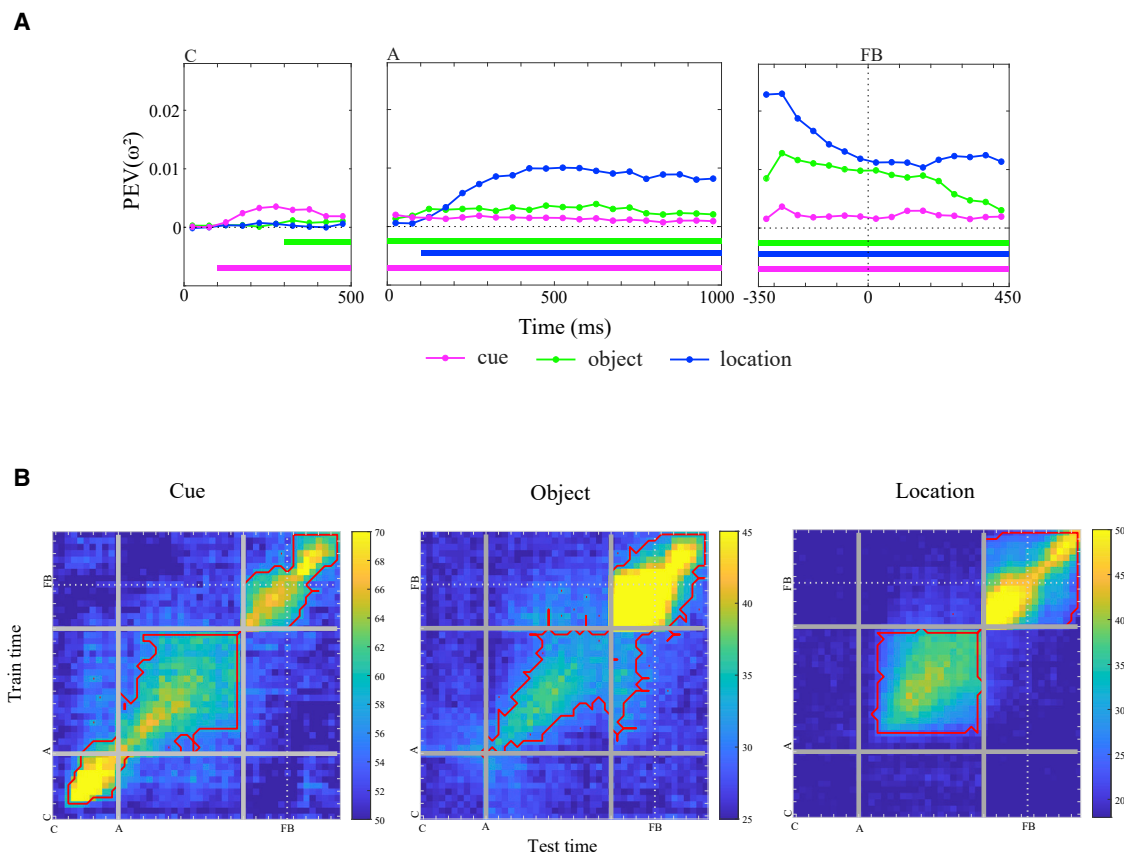 A
C
A
FB
PEV(ω²)
0.02
0.01
0
0
500
0
500
1000
-350
0
450
Time (ms)
cue
object
location
B
Cue
Object
Location
Train time
FB
A
C
C
A
FB
70
68
66
64
62
60
58
56
54
52
50
FB
A
C
C
A
FB
45
40
35
30
25
FB
A
C
C
A
FB
50
45
40
35
30
25
20
Test time